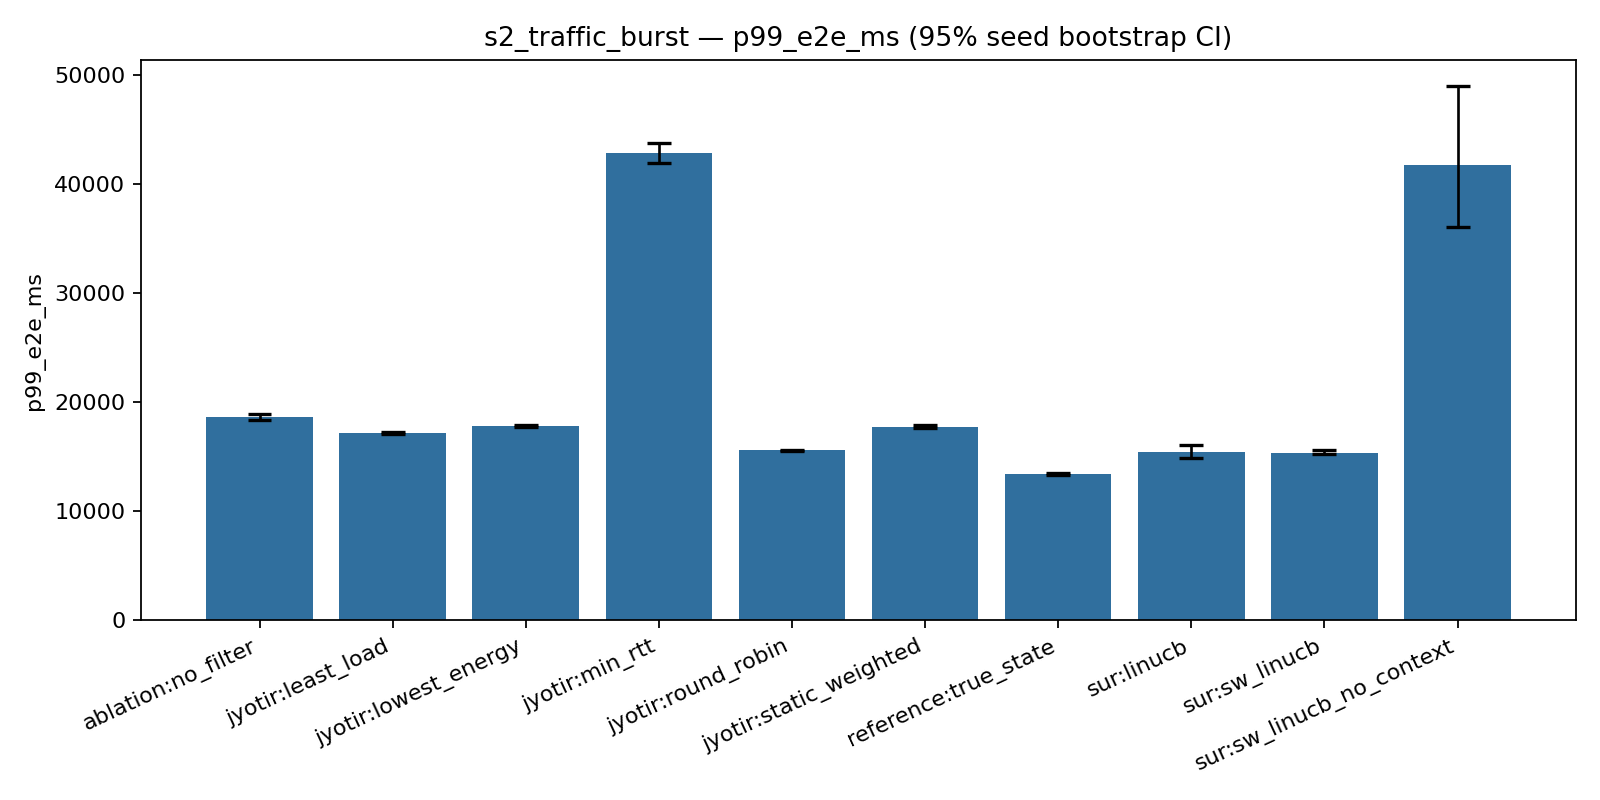 s2_traffic_burst — p99_e2e_ms (95% seed bootstrap CI)
p99_e2e_ms
50000
40000
30000
20000
10000
0
ablation:no_filter
jyotir:least_load
jyotir:lowest_energy
jyotir:min_rtt
jyotir:round_robin
jyotir:static_weighted
reference:true_state
sur:linucb
sur:sw_linucb
sur:sw_linucb_no_context